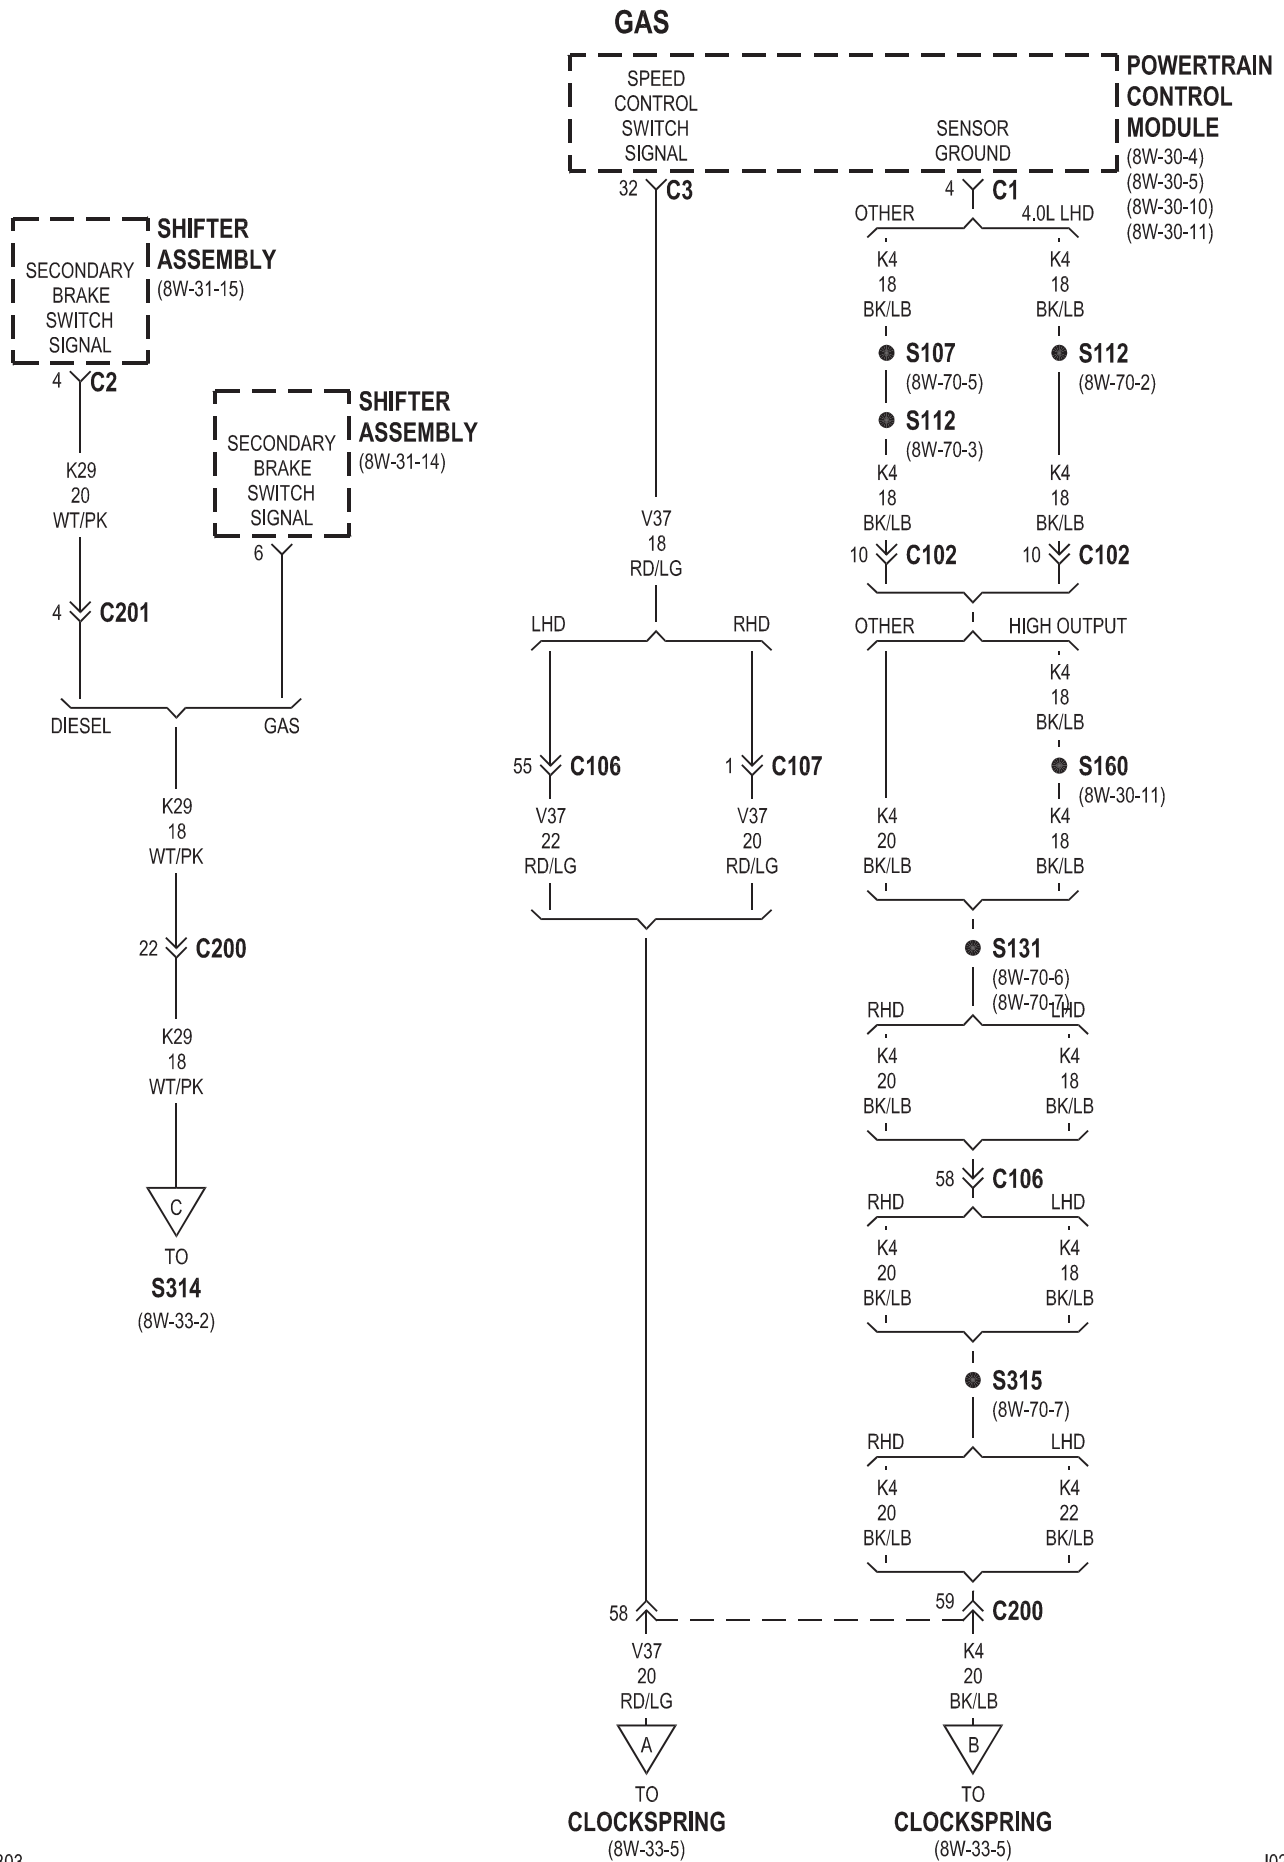 GAS
SPEED
CONTROL
SWITCH
SIGNAL
SENSOR
GROUND
POWERTRAIN
CONTROL
MODULE
(8W-30-4)
(8W-30-5)
(8W-30-10)
(8W-30-11)
32 C3
4 C1
SHIFTER
ASSEMBLY
(8W-31-15)
SECONDARY
BRAKE
SWITCH
SIGNAL
4 C2
K29
20
WT/PK
4 C201
SHIFTER
ASSEMBLY
(8W-31-14)
SECONDARY
BRAKE
SWITCH
SIGNAL
6
DIESEL
GAS
K29
18
WT/PK
22 C200
K29
18
WT/PK
C
TO
S314
(8W-33-2)
V37
18
RD/LG
LHD
RHD
55 C106
1 C107
V37
22
RD/LG
V37
20
RD/LG
58
V37
20
RD/LG
A
TO
CLOCKSPRING
(8W-33-5)
OTHER
4.0L LHD
K4
18
BK/LB
K4
18
BK/LB
S107
(8W-70-5)
S112
(8W-70-2)
S112
(8W-70-3)
K4
18
BK/LB
K4
18
BK/LB
10 C102
10 C102
OTHER
HIGH OUTPUT
K4
18
BK/LB
S160
(8W-30-11)
K4
20
BK/LB
K4
18
BK/LB
S131
(8W-70-6)
(8W-70-7)
RHD
LHD
K4
20
BK/LB
K4
18
BK/LB
58 C106
RHD
LHD
K4
20
BK/LB
K4
18
BK/LB
S315
(8W-70-7)
RHD
LHD
K4
20
BK/LB
K4
22
BK/LB
59 C200
K4
20
BK/LB
B
TO
CLOCKSPRING
(8W-33-5)